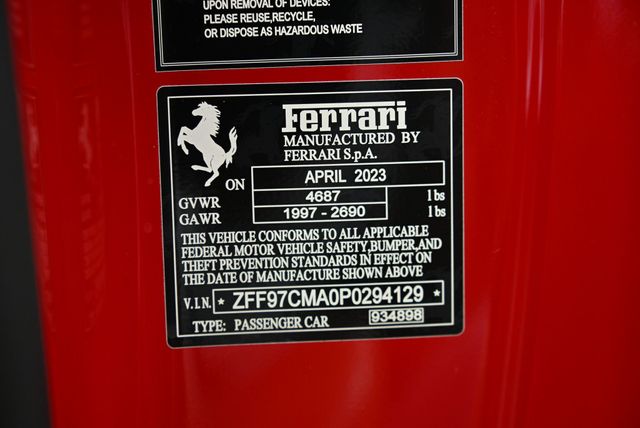 UPON REMOVAL OF DEVICES:
PLEASE REUSE,RECYCLE,
OR DISPOSE AS HAZARDOUS WASTE
Ferrari
MANUFACTURED BY
FERRARI S.p.A.
ON APRIL 2023
GVWR 4687 lbs
GAWR 1997 - 2690 lbs
THIS VEHICLE CONFORMS TO ALL APPLICABLE
FEDERAL MOTOR VEHICLE SAFETY,BUMPER,AND
THEFT PREVENTION STANDARDS IN EFFECT ON
THE DATE OF MANUFACTURE SHOWN ABOVE
V.I.N. * ZFF97CMA0P0294129 *
TYPE: PASSENGER CAR 934898